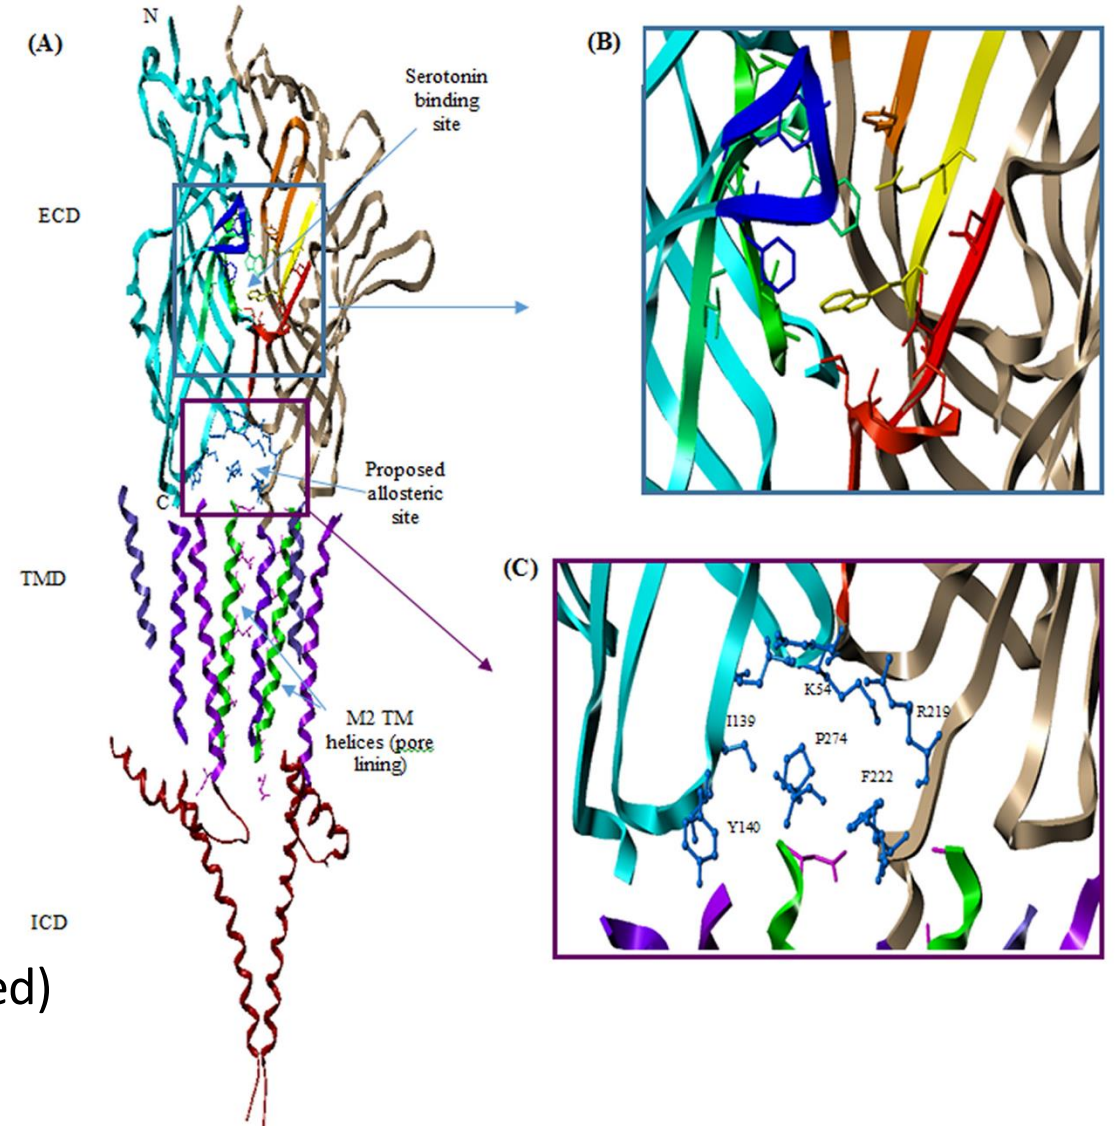 (A)
N
Serotonin
binding
site
ECD
C
Proposed
allosteric
site
TMD
M2 TM
helices (pore
lining)
ICD
ed)
(B)
(C)
K54
R219
I139
P274
F222
Y140